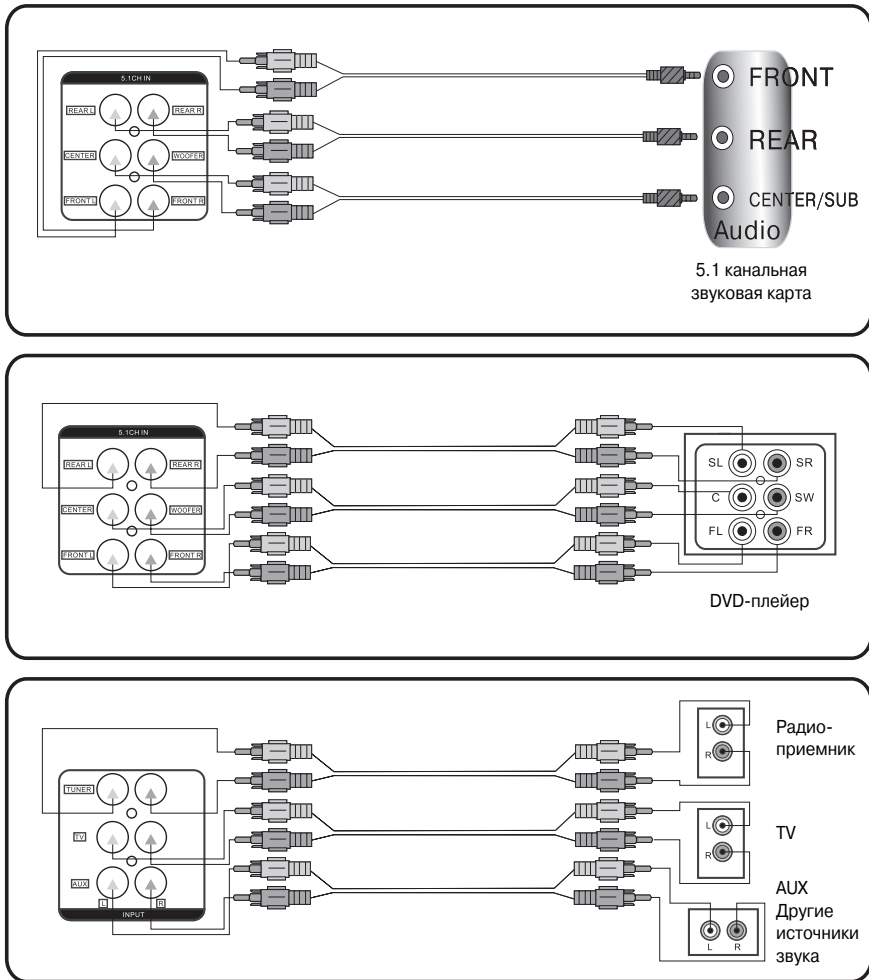 5.1CH IN
REAR L REAR R
CENTER WOOFER
FRONT L FRONT R
FRONT
REAR
CENTER/SUB
Audio
5.1 канальная
звуковая карта
5.1CH IN
REAR L REAR R
CENTER WOOFER
FRONT L FRONT R
SL SR
C SW
FL FR
DVD-плейер
TUNER
TV
AUX
L R
INPUT
L
R
Радио-
приемник
L
R
TV
L R
AUX
Другие
источники
звука